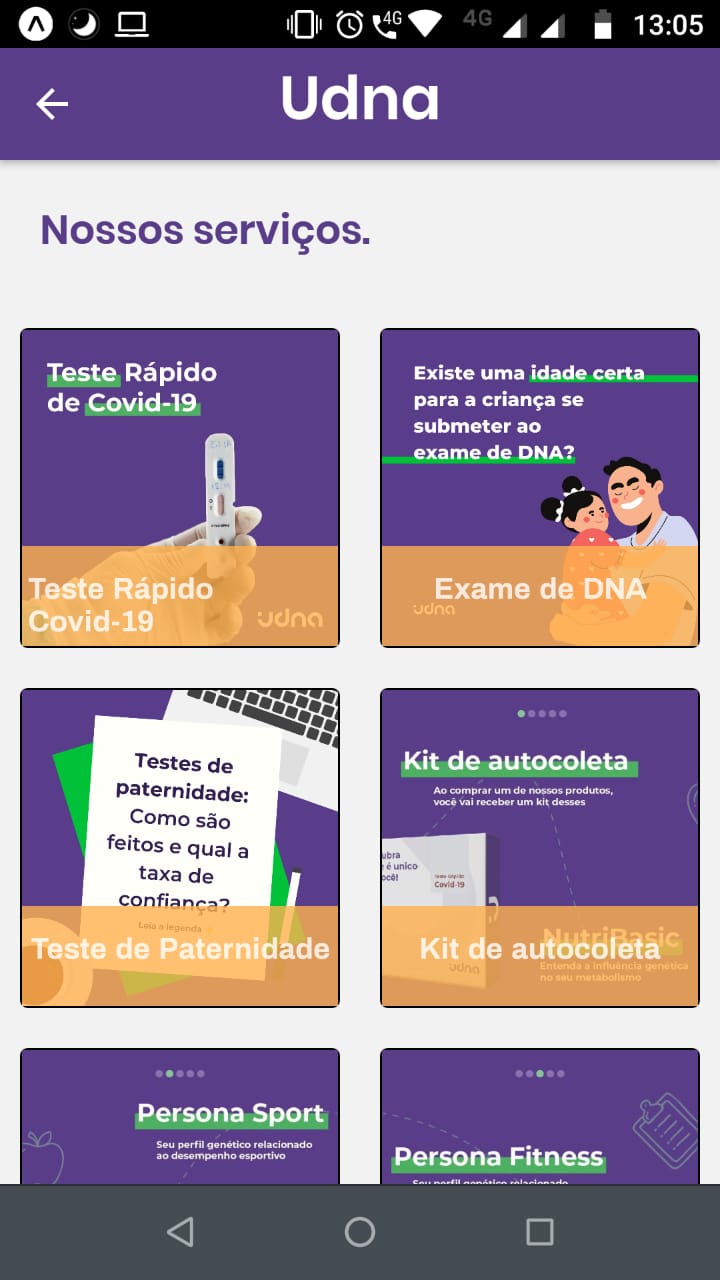 4G
4G
13:05
Udna
Nossos serviços.
Teste Rápido
de Covid-19
Teste Rápido
Covid-19
udna
Existe uma idade certa
para a criança se
submeter ao
exame de DNA?
Exame de DNA
udna
Testes de
paternidade:
Como são
feitos e qual a
taxa de
confiança?
Leia a legenda
Teste de Paternidade
Kit de autocoleta
Ao comprar um de nossos produtos,
você vai receber um kit desses
ubra
é unico
ocê!
Teste Rápido
Covid-19
NutriBasic
Kit de autocoleta
Entenda a influência genética
no seu metabolismo
udna
Persona Sport
Seu perfil genético relacionado
ao desempenho esportivo
Persona Fitness
Seu perfil genético relacionado